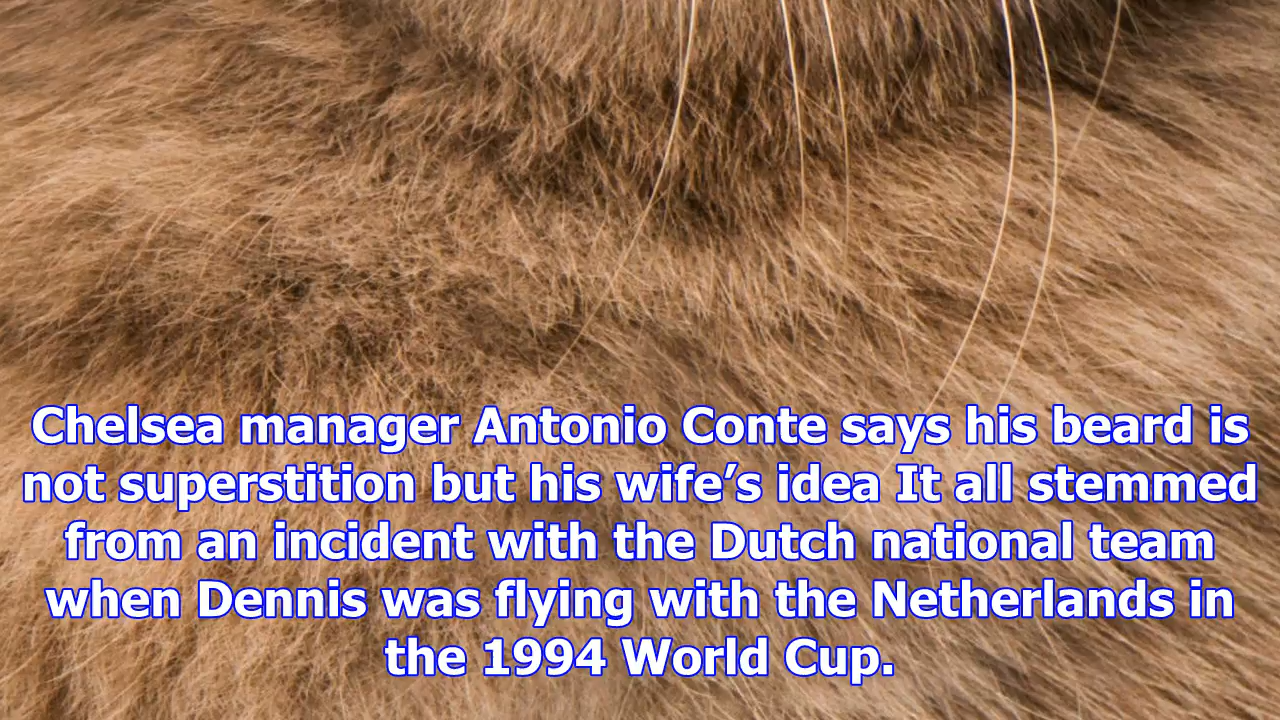 Chelsea manager Antonio Conte says his beard is
not superstition but his wife’s idea It all stemmed
from an incident with the Dutch national team
when Dennis was flying with the Netherlands in
the 1994 World Cup.